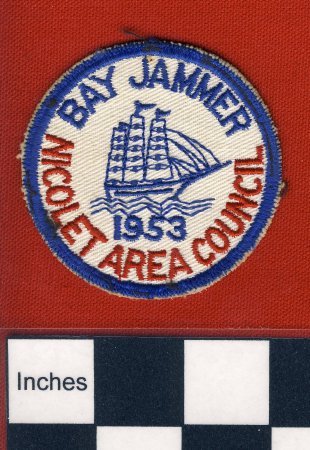 BAY JAMMER
1953
NICOLET AREA COUNCIL
Inches